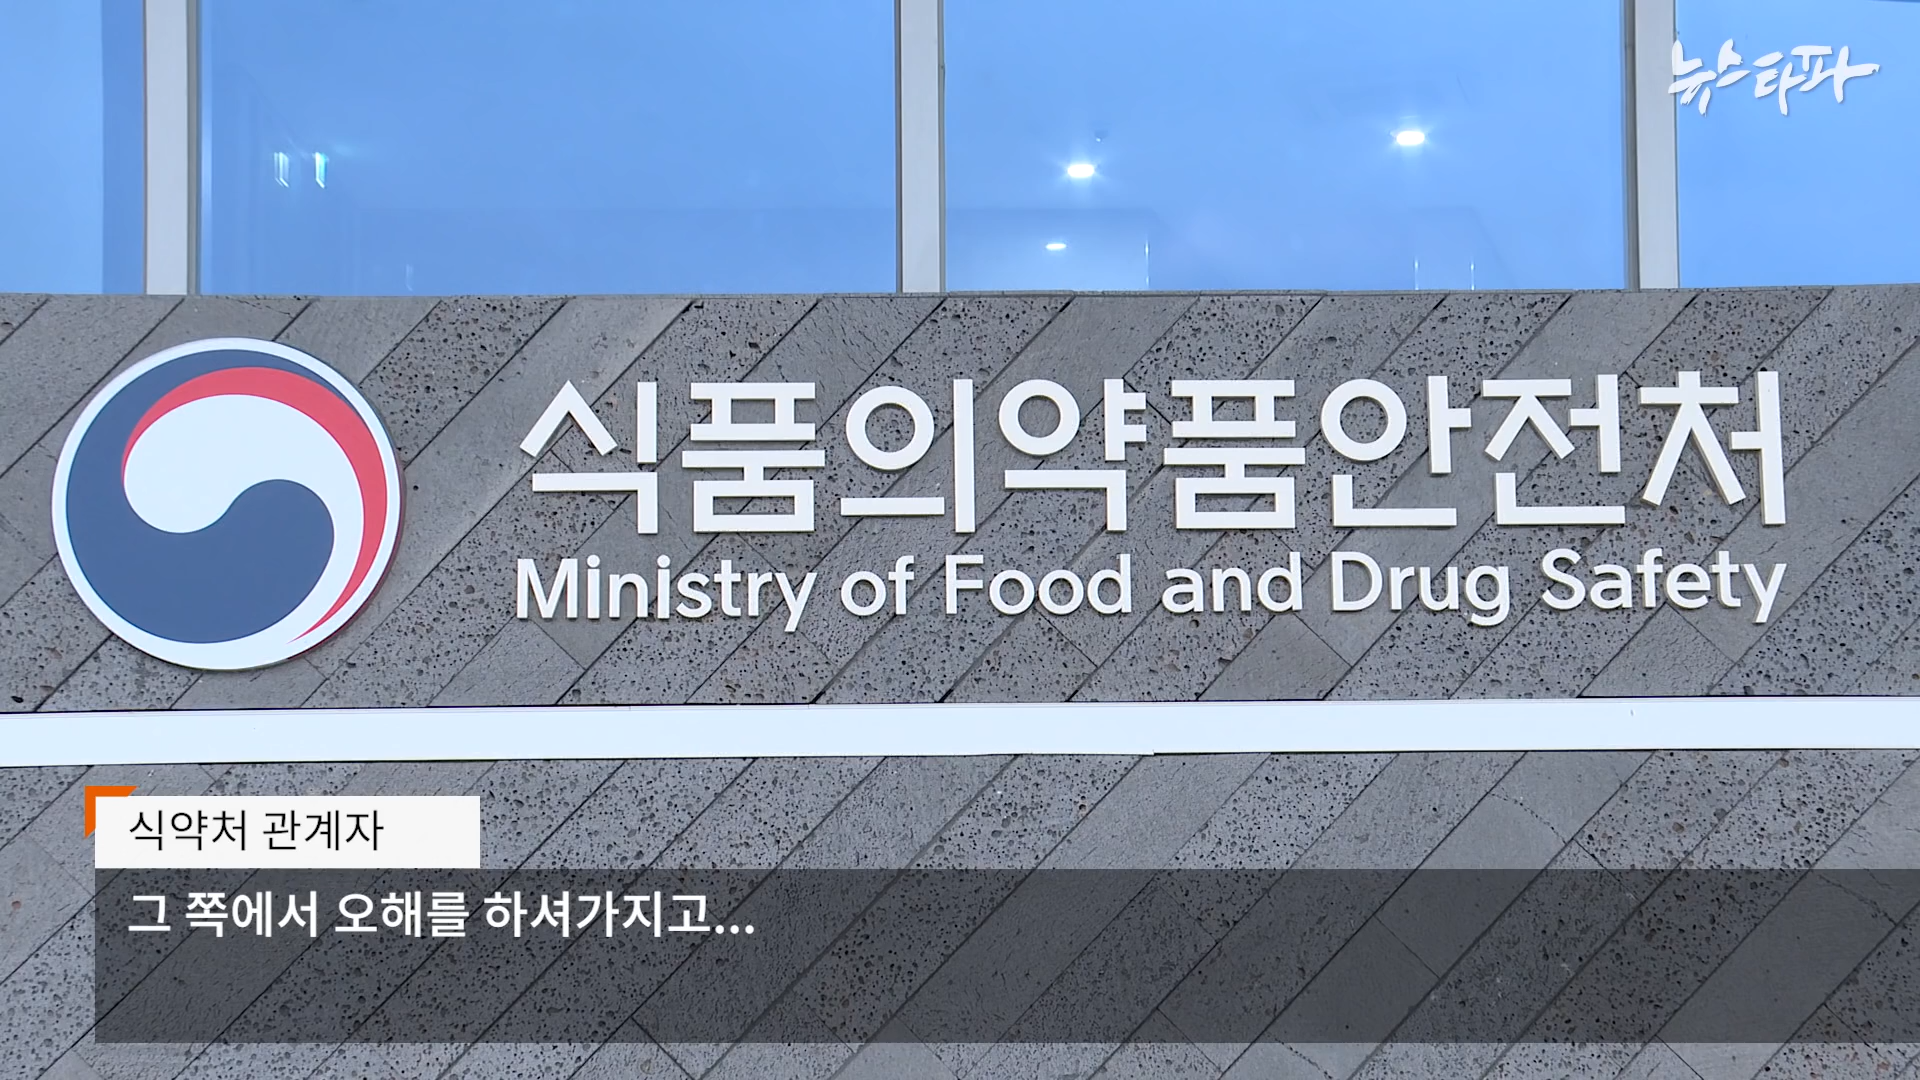 뉴스타파
식품의약품안전처
Ministry of Food and Drug Safety
식약처 관계자
그 쪽에서 오해를 하셔가지고...